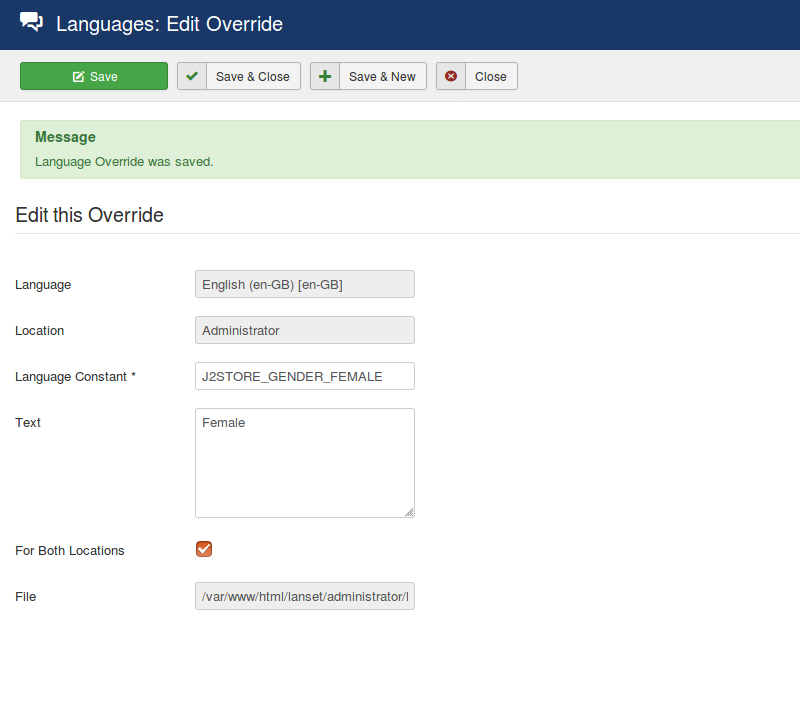 Languages: Edit Override
Save
Save & Close
Save & New
Close
Message
Language Override was saved.
Edit this Override
Language
English (en-GB) [en-GB]
Location
Administrator
Language Constant *
J2STORE_GENDER_FEMALE
Text
Female
For Both Locations
File
/var/www/html/lanset/administrator/l